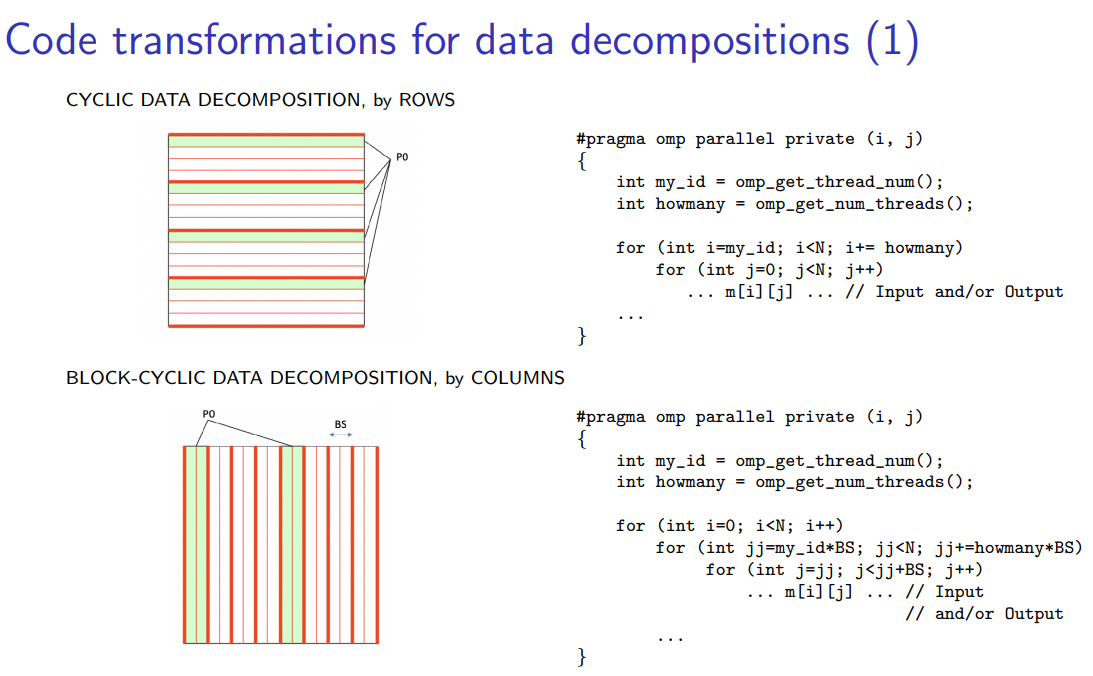 Code transformations for data decompositions (1)
CYCLIC DATA DECOMPOSITION, by ROWS
P0
#pragma omp parallel private (i, j)
{
    int my_id = omp_get_thread_num();
    int howmany = omp_get_num_threads();
    for (int i=my_id; i<N; i+= howmany)
        for (int j=0; j<N; j++)
           ... m[i][j] ... // Input and/or Output
    ...
}
BLOCK-CYCLIC DATA DECOMPOSITION, by COLUMNS
P0
BS
#pragma omp parallel private (i, j)
{
    int my_id = omp_get_thread_num();
    int howmany = omp_get_num_threads();
    for (int i=0; i<N; i++)
        for (int jj=my_id*BS; jj<N; jj+=howmany*BS)
             for (int j=jj; j<jj+BS; j++)
                 ... m[i][j] ... // Input
                                 // and/or Output
        ...
}